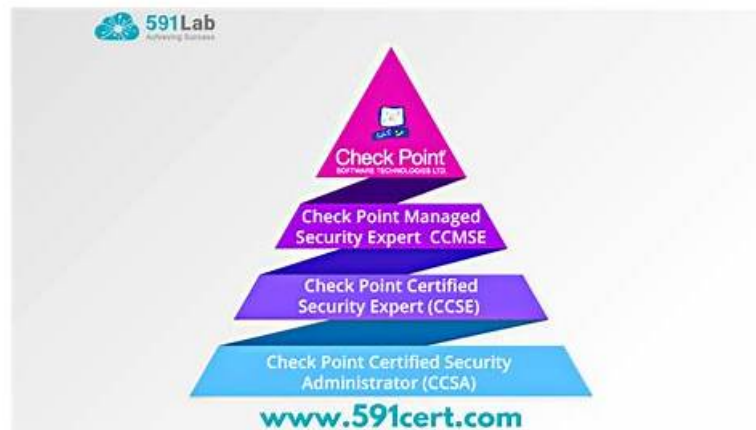 591Lab
Achieving Success
Check Point
SOFTWARE TECHNOLOGIES LTD.
Check Point Managed
Security Expert CCMSE
Check Point Certified
Security Expert (CCSE)
Check Point Certified Security
Administrator (CCSA)
www.591cert.com